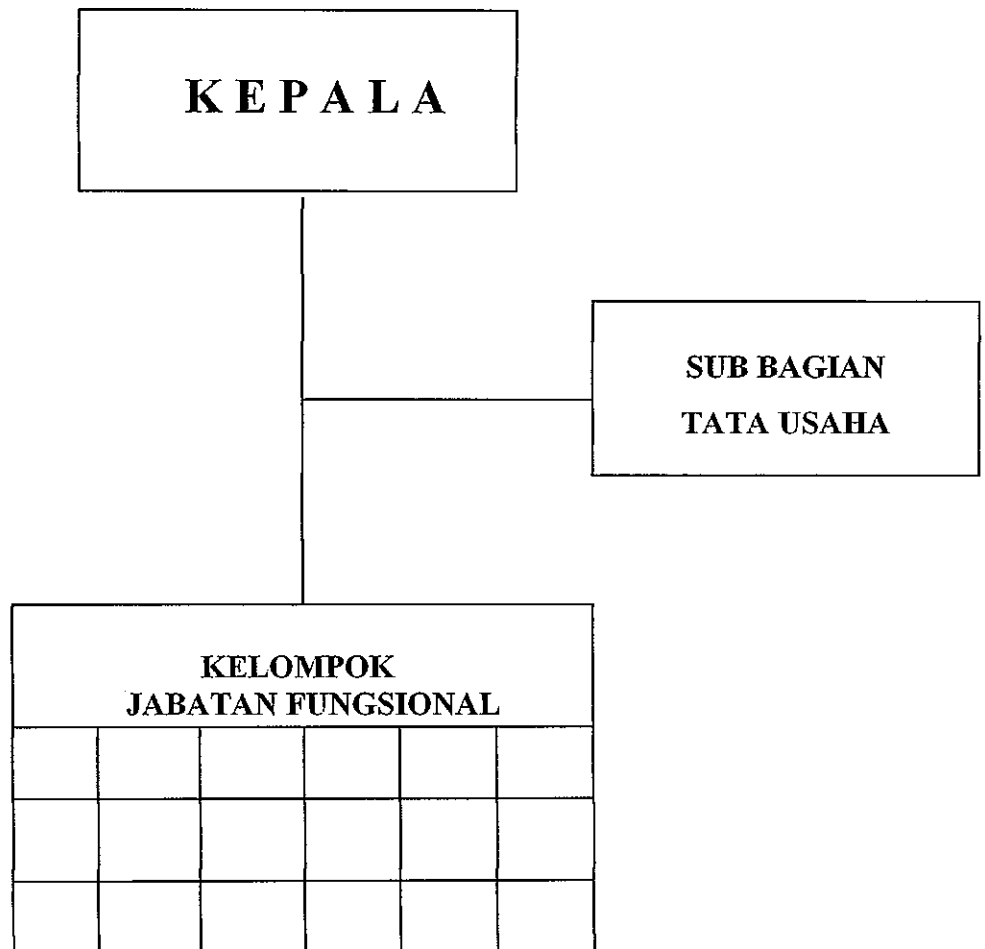 K E P A L A
SUB BAGIAN
TATA USAHA
KELOMPOK
JABATAN FUNGSIONAL